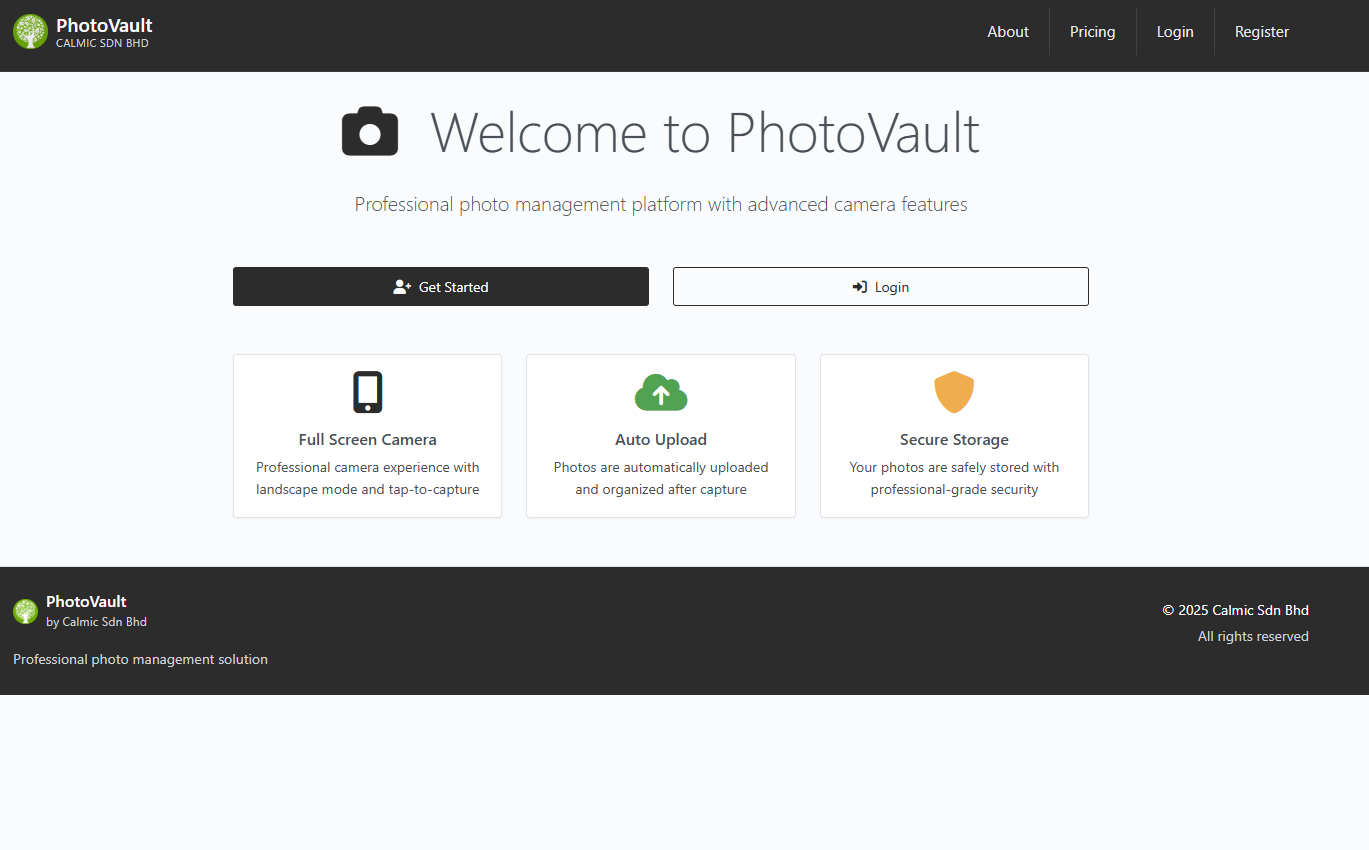 PhotoVault
CALMIC SDN BHD
About
Pricing
Login
Register
Welcome to PhotoVault
Professional photo management platform with advanced camera features
Get Started
Login
Full Screen Camera
Professional camera experience with
landscape mode and tap-to-capture
Auto Upload
Photos are automatically uploaded
and organized after capture
Secure Storage
Your photos are safely stored with
professional-grade security
PhotoVault
by Calmic Sdn Bhd
Professional photo management solution
© 2025 Calmic Sdn Bhd
All rights reserved